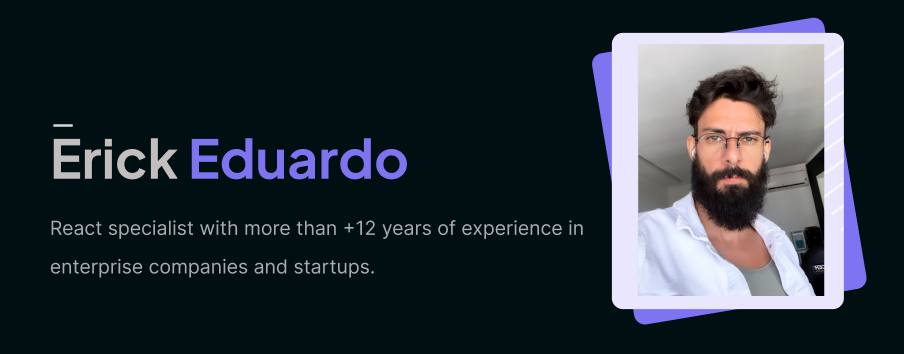 Erick Eduardo
React specialist with more than +12 years of experience in
enterprise companies and startups.